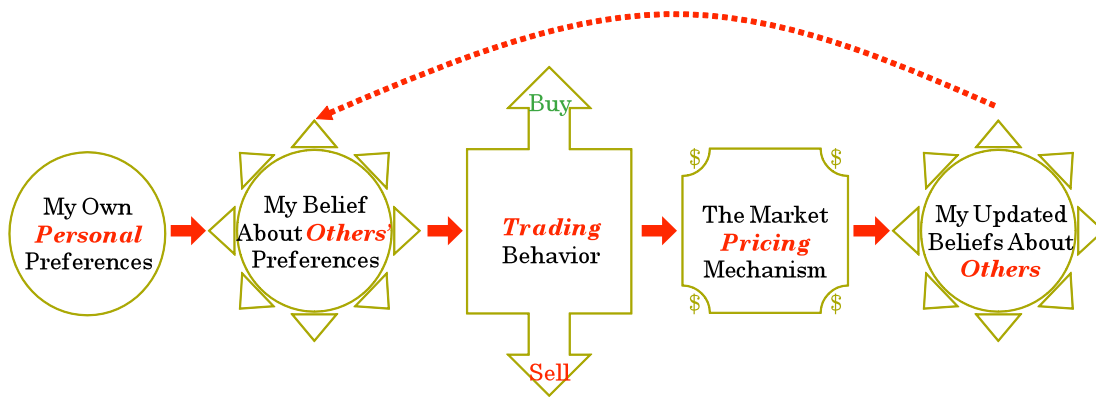 My Own
Personal
Preferences
My Belief
About Others'
Preferences
Buy
Trading
Behavior
Sell
$
$
The Market
Pricing
Mechanism
$
$
My Updated
Beliefs About
Others